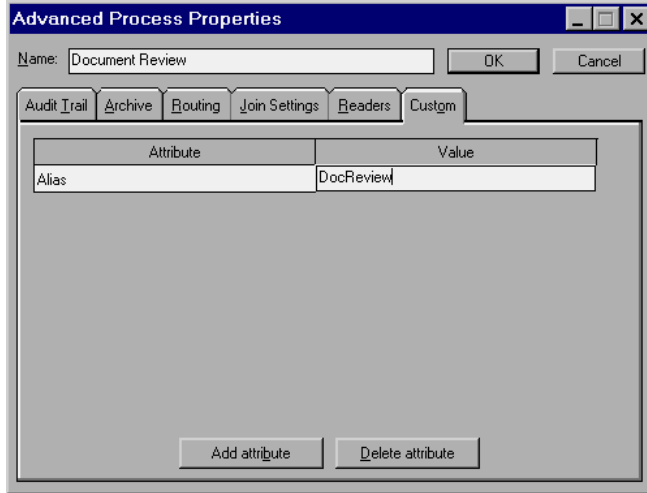 Advanced Process Properties
Name: Document Review OK Cancel
Audit Trail Archive Routing Join Settings Readers Custom
Attribute Value
Alias DocReview
Add attribute Delete attribute